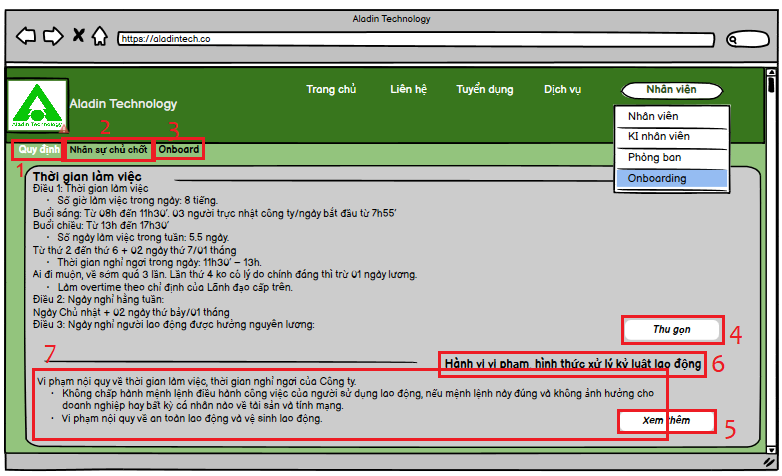 Aladin Technology
https://aladintech.co
Trang chủ
Liên hệ
Tuyển dụng
Dịch vụ
Nhân viên
Aladin Technology
Aladin Technology
Nhân viên
KI nhân viên
Phòng ban
Onboarding
2
3
Quy định
Nhân sự chủ chốt
Onboard
1
Thời gian làm việc
Điều 1: Thời gian làm việc
• Số giờ làm việc trong ngày: 8 tiếng.
Buổi sáng: Từ 08h đến 11h30’. 03 người trực nhật công ty/ngày bắt đầu từ 7h55’
Buổi chiều: Từ 13h đến 17h30’
• Số ngày làm việc trong tuần: 5.5 ngày.
Từ thứ 2 đến thứ 6 + 02 ngày thứ 7/01 tháng
• Thời gian nghỉ ngơi trong ngày: 11h30’ – 13h.
Ai đi muộn, về sớm quá 3 lần. Lần thứ 4 ko có lý do chính đáng thì trừ 01 ngày lương.
• Làm overtime theo chỉ định của Lãnh đạo cấp trên.
Điều 2: Ngày nghỉ hằng tuần:
Ngày Chủ nhật + 02 ngày thứ bảy/01 tháng
Điều 3: Ngày nghỉ người lao động được hưởng nguyên lương:
Thu gọn
4
7
Hành vi vi phạm, hình thức xử lý kỷ luật lao động
6
Vi phạm nội quy về thời gian làm việc, thời gian nghỉ ngơi của Công ty.
• Không chấp hành mệnh lệnh điều hành công việc của người sử dụng lao động, nếu mệnh lệnh này đúng và không ảnh hưởng cho
doanh nghiệp hay bất kỳ cá nhân nào về tài sản và tính mạng.
• Vi phạm nội quy về an toàn lao động và vệ sinh lao động.
Xem thêm
5